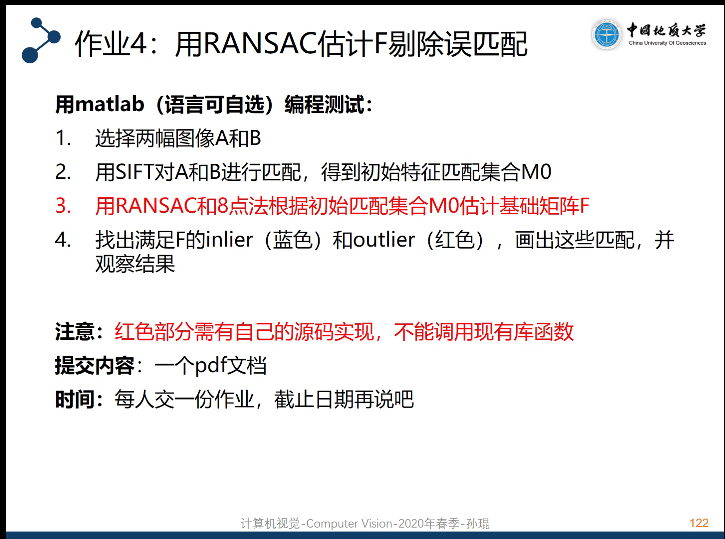 作业4：用RANSAC估计F剔除误匹配
中国地质大学
China University Of Geosciences
用matlab（语言可自选）编程测试：
1. 选择两幅图像A和B
2. 用SIFT对A和B进行匹配，得到初始特征匹配集合M0
3. 用RANSAC和8点法根据初始匹配集合M0估计基础矩阵F
4. 找出满足F的inlier（蓝色）和outlier（红色），画出这些匹配，并
观察结果
注意：红色部分需有自己的源码实现，不能调用现有库函数
提交内容：一个pdf文档
时间：每人交一份作业，截止日期再说吧
计算机视觉-Computer Vision-2020年春季-孙琨
122